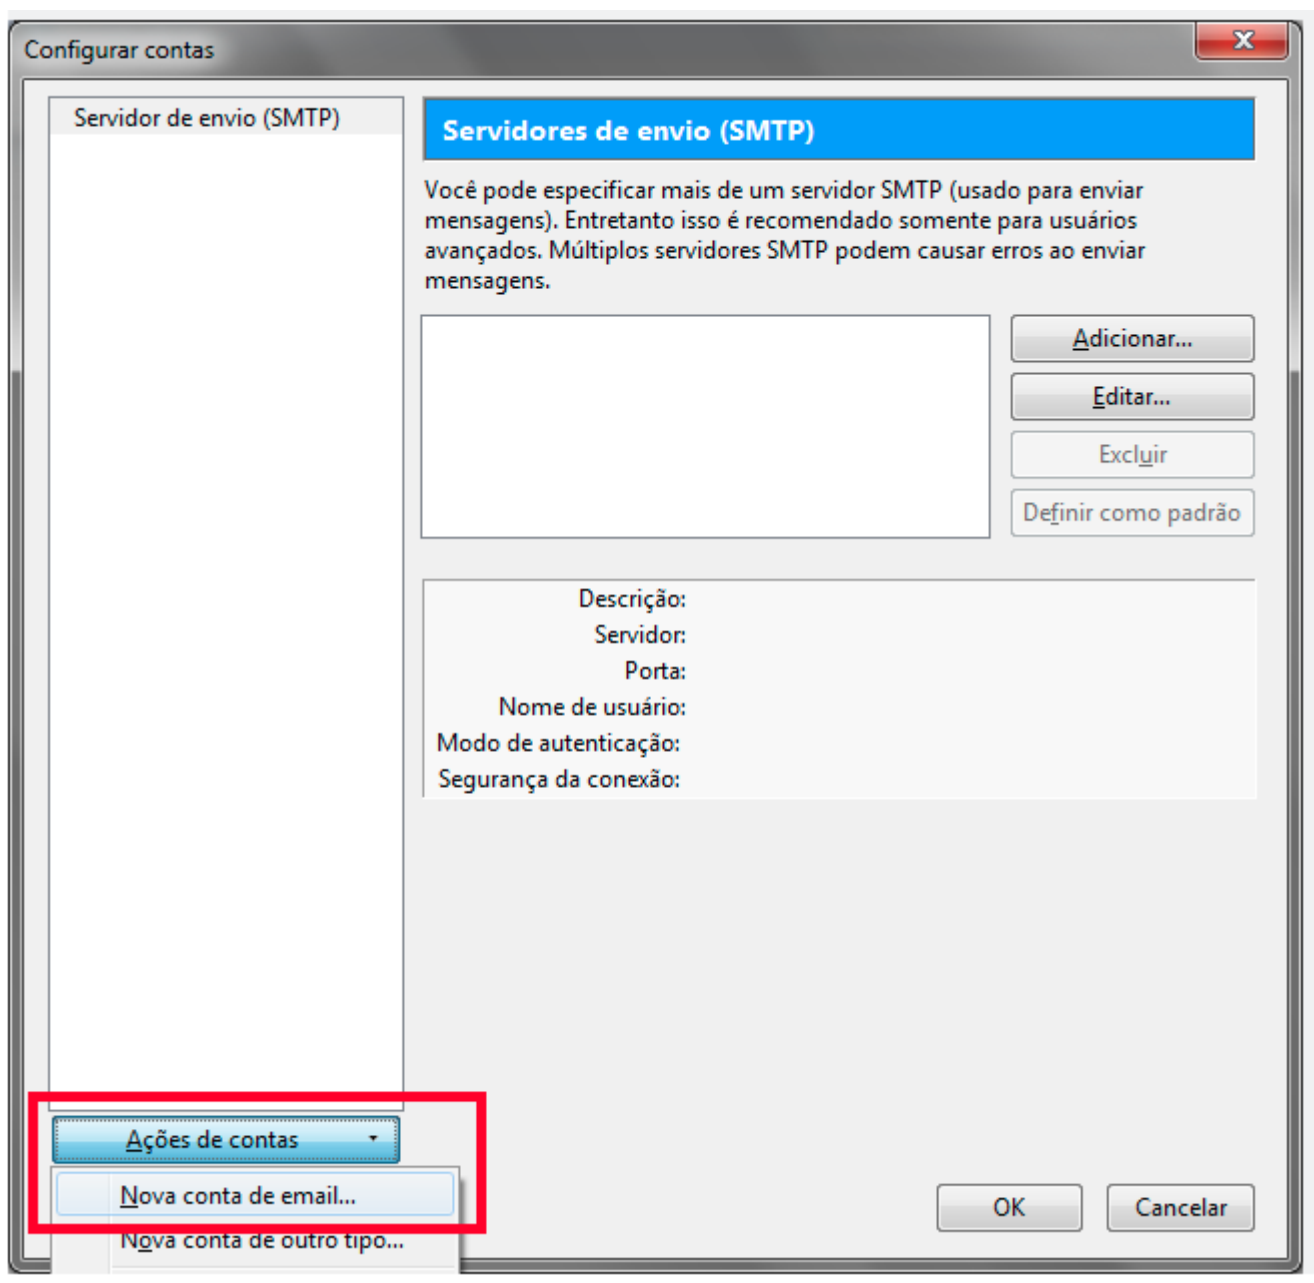 Configurar contas
Servidor de envio (SMTP)
Servidores de envio (SMTP)
Você pode especificar mais de um servidor SMTP (usado para enviar
mensagens). Entretanto isso é recomendado somente para usuários
avançados. Múltiplos servidores SMTP podem causar erros ao enviar
mensagens.
Adicionar...
Editar...
Excluir
Definir como padrão
Descrição:
Servidor:
Porta:
Nome de usuário:
Modo de autenticação:
Segurança da conexão:
Ações de contas
Nova conta de email...
Nova conta de outro tipo...
OK
Cancelar